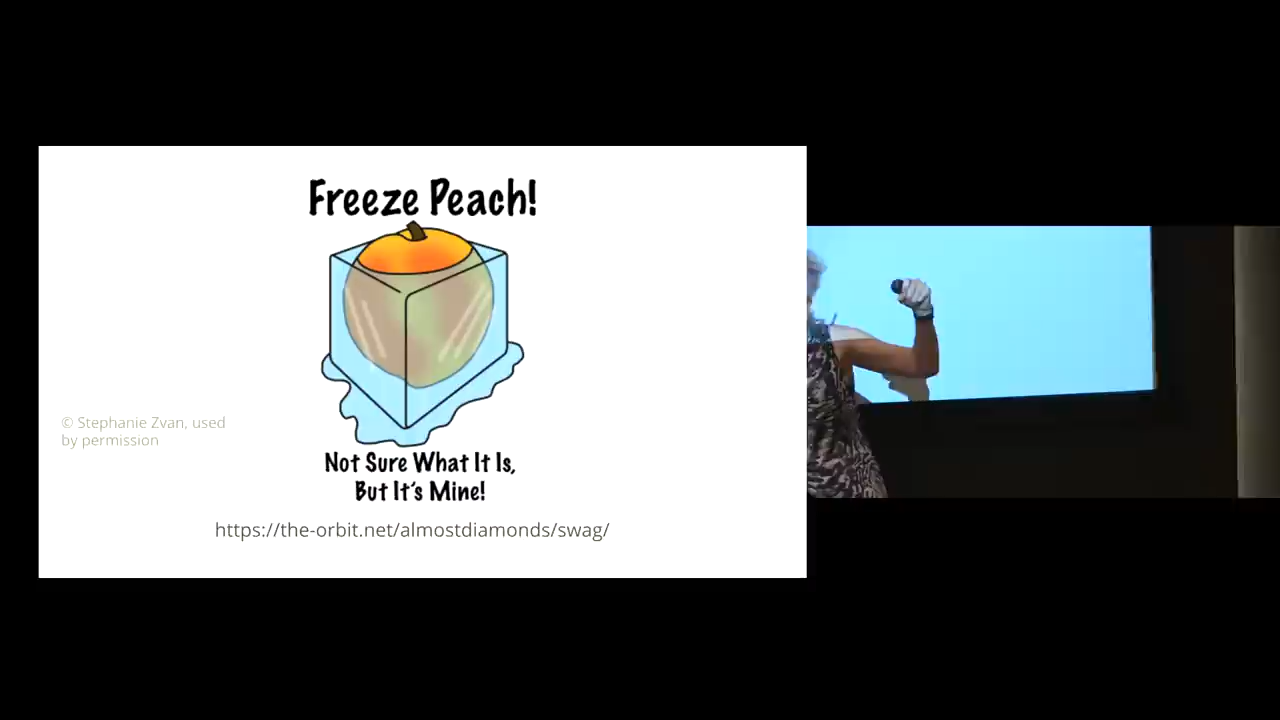 Freeze Peach!
© Stephanie Zvan, used
by permission
Not Sure What It Is,
But It's Mine!
https://the-orbit.net/almostdiamonds/swag/